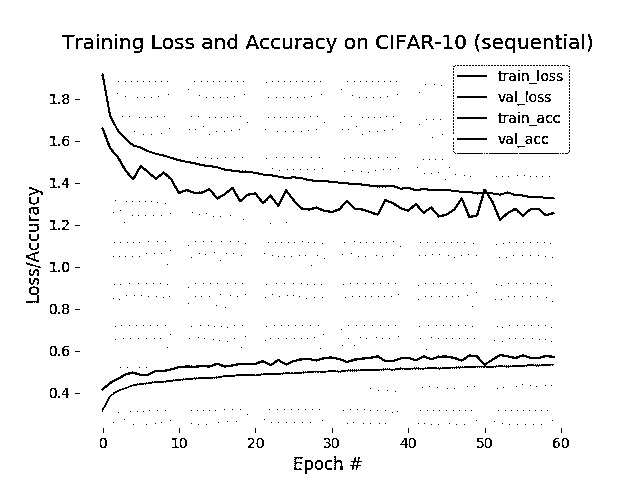 Training Loss and Accuracy on CIFAR-10 (sequential)
train_loss
val_loss
train_acc
val_acc
1.8
1.6
1.4
1.2
1.0
0.8
0.6
0.4
Loss/Accuracy
0 10 20 30 40 50 60
Epoch #